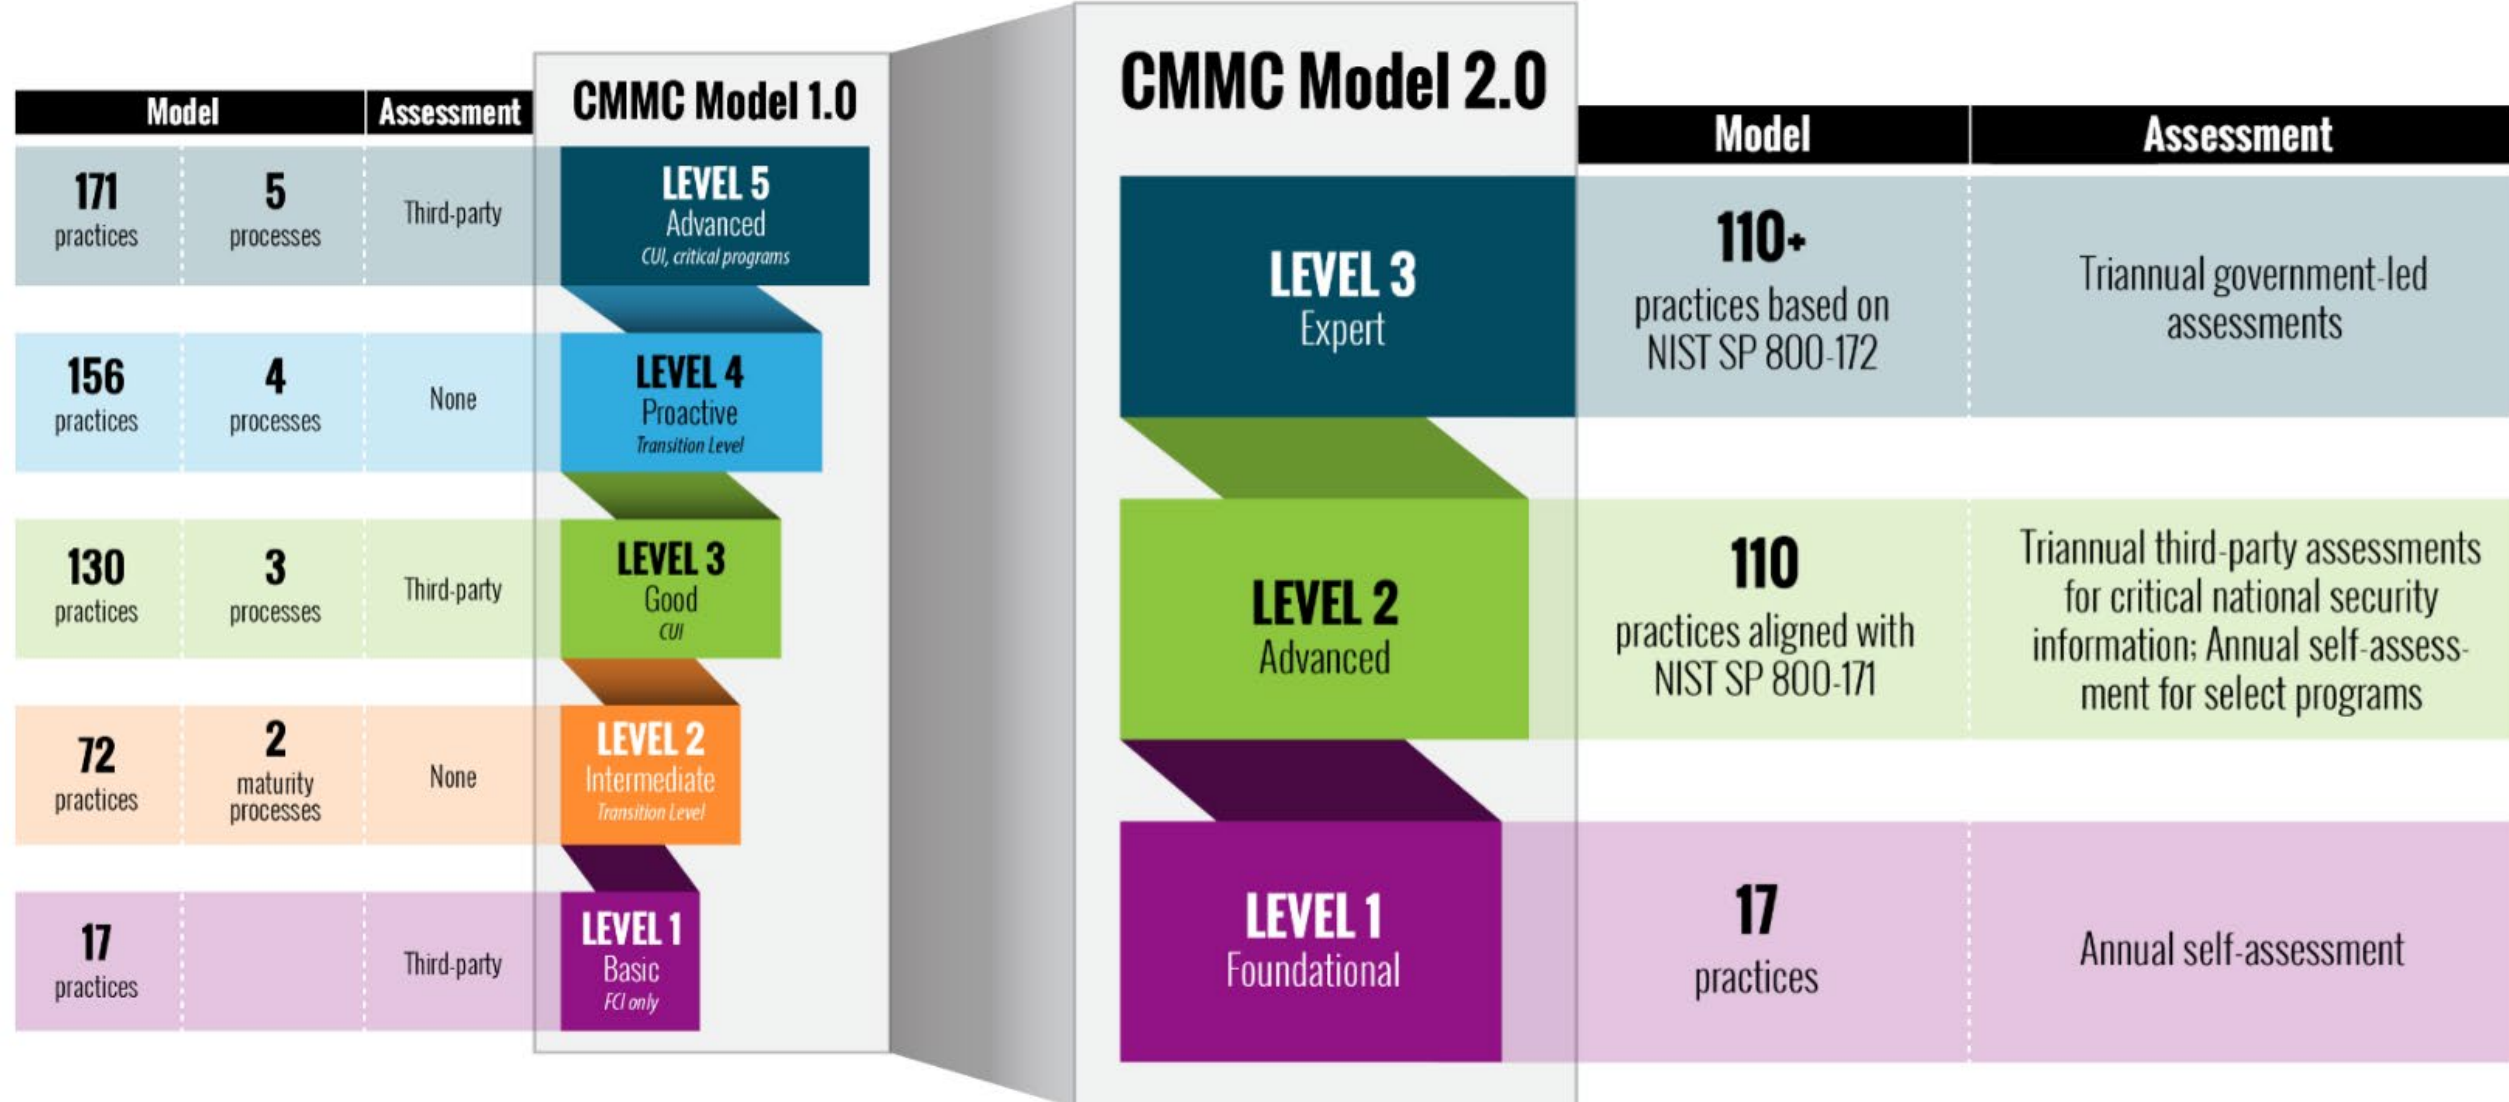 CMMC Model 1.0
Model
Assessment
171
practices
5
processes
Third-party
LEVEL 5
Advanced
CUI, critical programs
156
practices
4
processes
None
LEVEL 4
Proactive
Transition Level
130
practices
3
processes
Third-party
LEVEL 3
Good
CUI
72
practices
2
maturity
processes
None
LEVEL 2
Intermediate
Transition Level
17
practices
Third-party
LEVEL 1
Basic
FCI only
CMMC Model 2.0
Model
Assessment
LEVEL 3
Expert
110+
practices based on
NIST SP 800-172
Triannual government-led
assessments
LEVEL 2
Advanced
110
practices aligned with
NIST SP 800-171
Triannual third-party assessments
for critical national security
information; Annual self-assess-
ment for select programs
LEVEL 1
Foundational
17
practices
Annual self-assessment